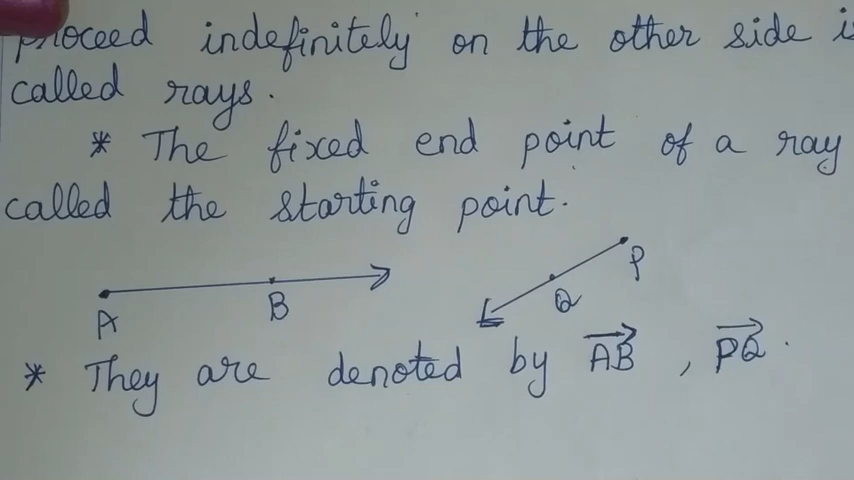 proceed indefinitely on the other side is
called rays.
* The fixed end point of a ray
called the starting point.
A B Q P
* They are denoted by AB→, PQ→.